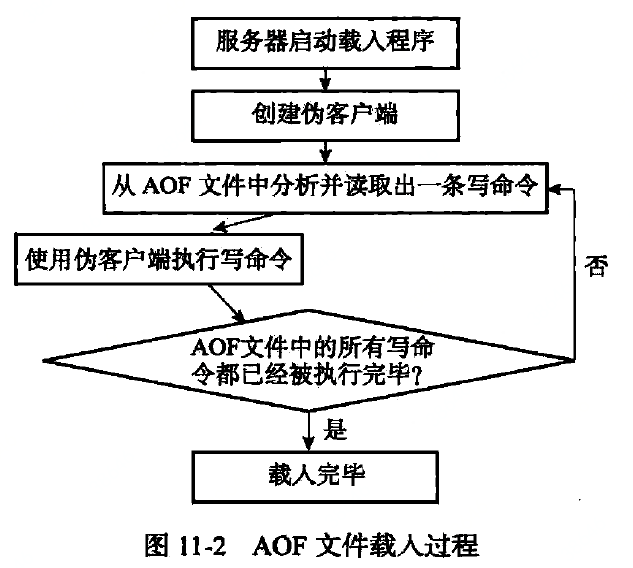 服务器启动载入程序
创建伪客户端
从 AOF 文件中分析并读取出一条写命令
使用伪客户端执行写命令
否
AOF文件中的所有写命
令都已经被执行完毕？
是
载入完毕
图 11-2 AOF 文件载入过程